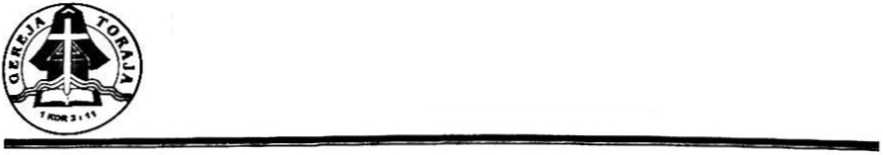 GEREJA TORAJA
1 KOR 3 : 11